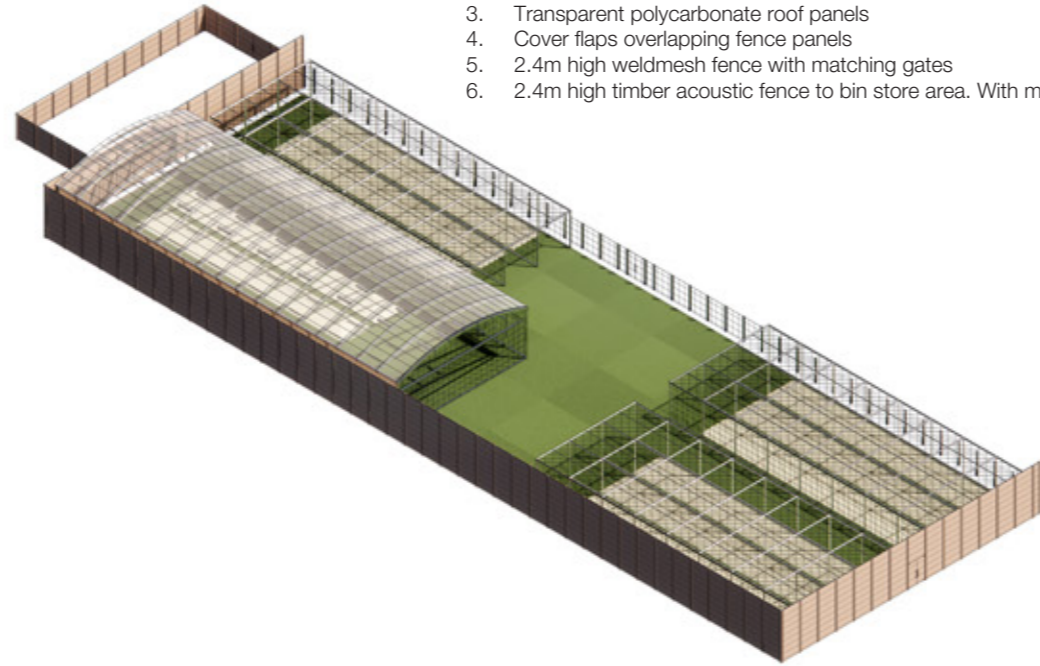 3. Transparent polycarbonate roof panels
4. Cover flaps overlapping fence panels
5. 2.4m high weldmesh fence with matching gates
6. 2.4m high timber acoustic fence to bin store area. With m